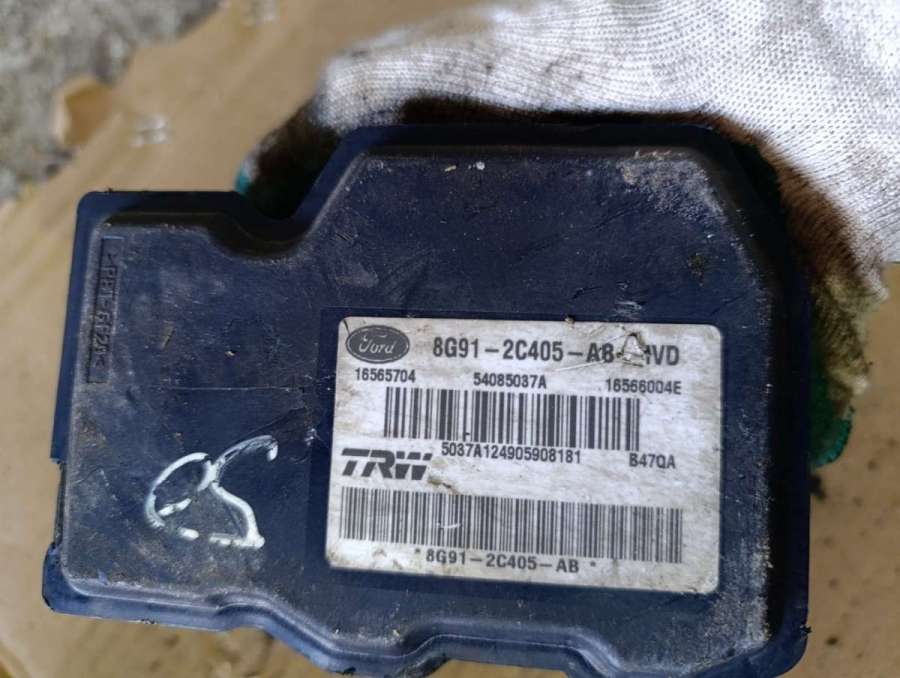 Ford
8G91-2C405-AB
16565704 54085037A 16566004E
5037A124905908181 B47QA
TRW
* 8G91-2C405-AB *